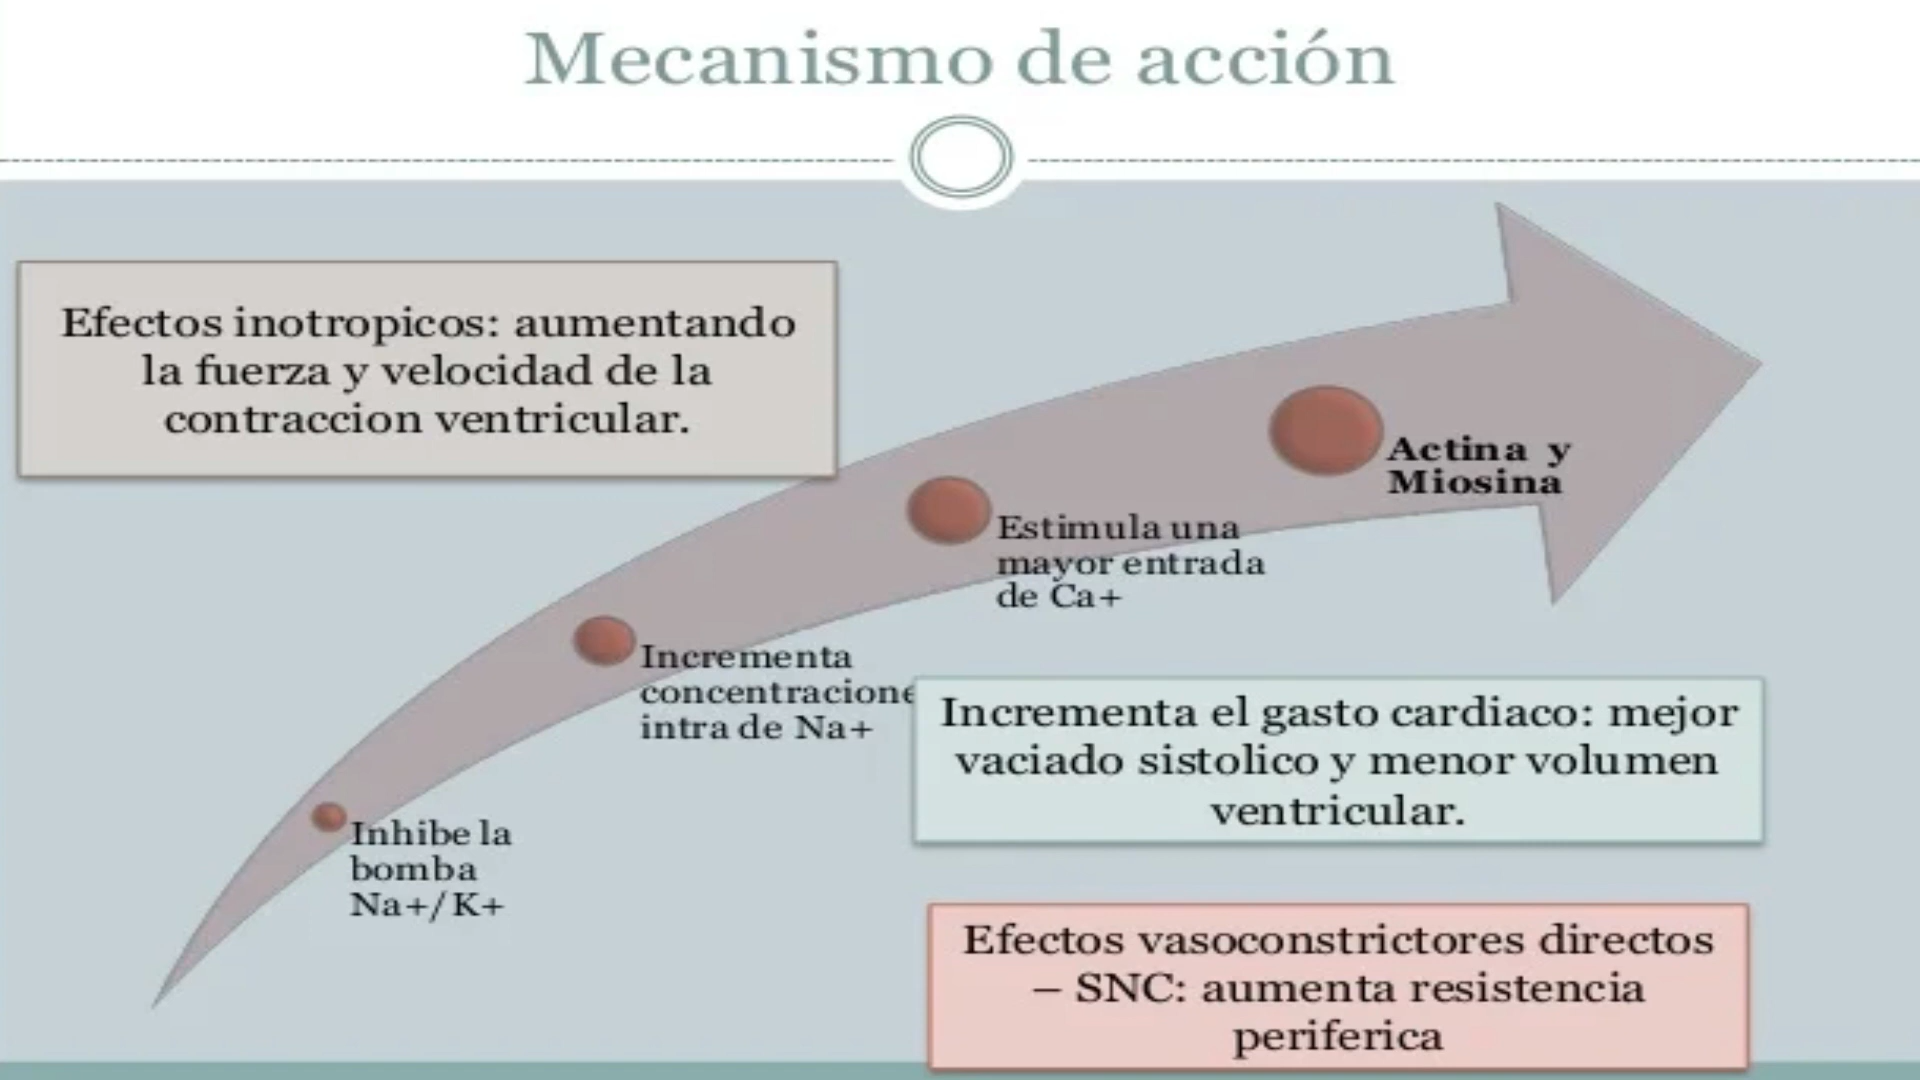 Mecanismo de acción
Efectos inotropicos: aumentando
la fuerza y velocidad de la
contraccion ventricular.
Actina y
Miosina
Estimula una
mayor entrada
de Ca+
Incrementa
concentracione
intra de Na+
Inhibe la
bomba
Na+/K+
Incrementa el gasto cardiaco: mejor
vaciado sistolico y menor volumen
ventricular.
Efectos vasoconstrictores directos
– SNC: aumenta resistencia
periferica